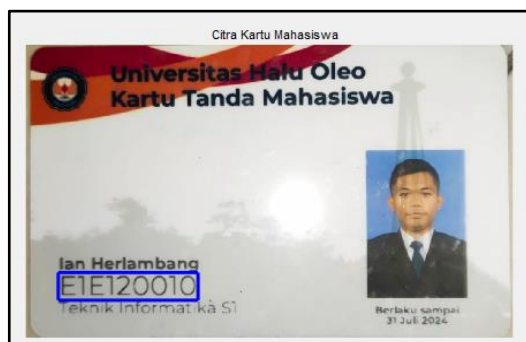 Citra Kartu Mahasiswa
Universitas Halu Oleo
Kartu Tanda Mahasiswa
Ian Herlambang
E1E120010
Teknik Informatika S1
Berlaku sampai
31 Juli 2024